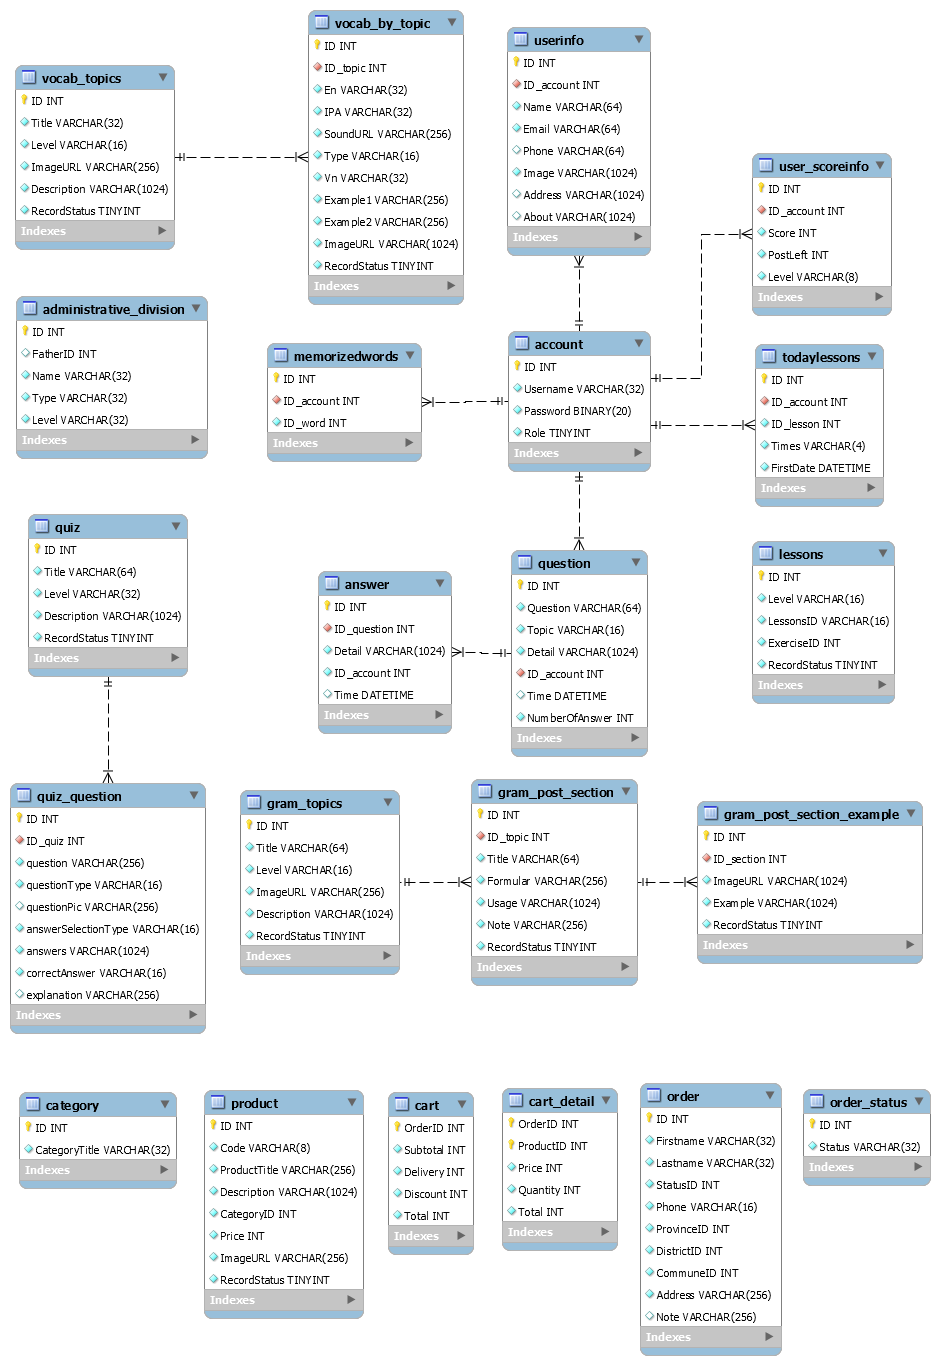 vocab_topics
ID INT
Title VARCHAR(32)
Level VARCHAR(16)
ImageURL VARCHAR(256)
Description VARCHAR(1024)
RecordStatus TINYINT
Indexes
vocab_by_topic
ID INT
ID_topic INT
En VARCHAR(32)
IPA VARCHAR(32)
SoundURL VARCHAR(256)
Type VARCHAR(16)
Vn VARCHAR(32)
Example1 VARCHAR(256)
Example2 VARCHAR(256)
ImageURL VARCHAR(1024)
RecordStatus TINYINT
Indexes
userinfo
ID INT
ID_account INT
Name VARCHAR(64)
Email VARCHAR(64)
Phone VARCHAR(64)
Image VARCHAR(1024)
Address VARCHAR(1024)
About VARCHAR(1024)
Indexes
user_scoreinfo
ID INT
ID_account INT
Score INT
PostLeft INT
Level VARCHAR(8)
Indexes
administrative_division
ID INT
FatherID INT
Name VARCHAR(32)
Type VARCHAR(32)
Level VARCHAR(32)
Indexes
memorizedwords
ID INT
ID_account INT
ID_word INT
Indexes
account
ID INT
Username VARCHAR(32)
Password BINARY(20)
Role TINYINT
Indexes
todaylessons
ID INT
ID_account INT
ID_lesson INT
Times VARCHAR(4)
FirstDate DATETIME
Indexes
quiz
ID INT
Title VARCHAR(64)
Level VARCHAR(32)
Description VARCHAR(1024)
RecordStatus TINYINT
Indexes
answer
ID INT
ID_question INT
Detail VARCHAR(1024)
ID_account INT
Time DATETIME
Indexes
question
ID INT
Question VARCHAR(64)
Topic VARCHAR(16)
Detail VARCHAR(1024)
ID_account INT
Time DATETIME
NumberOfAnswer INT
Indexes
lessons
ID INT
Level VARCHAR(16)
LessonsID VARCHAR(16)
ExerciseID INT
RecordStatus TINYINT
Indexes
quiz_question
ID INT
ID_quiz INT
question VARCHAR(256)
questionType VARCHAR(16)
questionPic VARCHAR(256)
answerSelectionType VARCHAR(16)
answers VARCHAR(1024)
correctAnswer VARCHAR(16)
explanation VARCHAR(256)
Indexes
gram_topics
ID INT
Title VARCHAR(64)
Level VARCHAR(16)
ImageURL VARCHAR(256)
Description VARCHAR(1024)
RecordStatus TINYINT
Indexes
gram_post_section
ID INT
ID_topic INT
Title VARCHAR(64)
Formular VARCHAR(256)
Usage VARCHAR(1024)
Note VARCHAR(256)
RecordStatus TINYINT
Indexes
gram_post_section_example
ID INT
ID_section INT
ImageURL VARCHAR(1024)
Example VARCHAR(1024)
RecordStatus TINYINT
Indexes
category
ID INT
CategoryTitle VARCHAR(32)
Indexes
product
ID INT
Code VARCHAR(8)
ProductTitle VARCHAR(256)
Description VARCHAR(1024)
CategoryID INT
Price INT
ImageURL VARCHAR(256)
RecordStatus TINYINT
Indexes
cart
OrderID INT
Subtotal INT
Delivery INT
Discount INT
Total INT
Indexes
cart_detail
OrderID INT
ProductID INT
Price INT
Quantity INT
Total INT
Indexes
order
ID INT
Firstname VARCHAR(32)
Lastname VARCHAR(32)
StatusID INT
Phone VARCHAR(16)
ProvinceID INT
DistrictID INT
CommuneID INT
Address VARCHAR(256)
Note VARCHAR(256)
Indexes
order_status
ID INT
Status VARCHAR(32)
Indexes